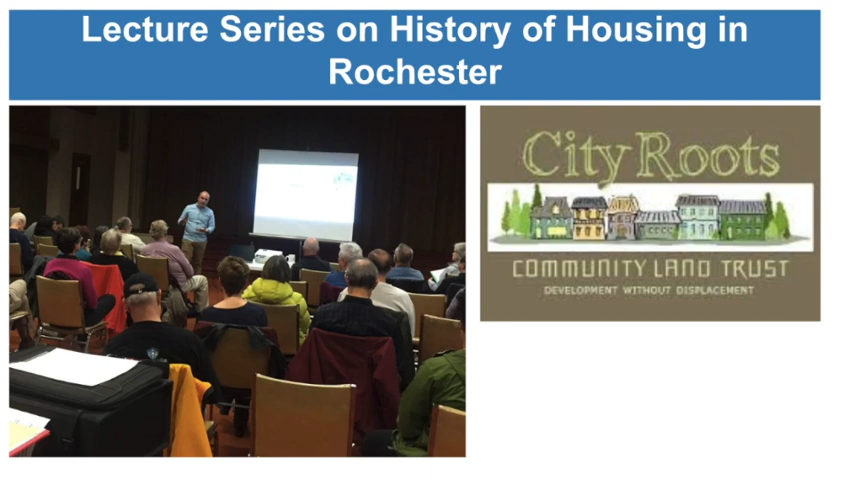 Lecture Series on History of Housing in
Rochester
City Roots
COMMUNITY LAND TRUST
DEVELOPMENT WITHOUT DISPLACEMENT